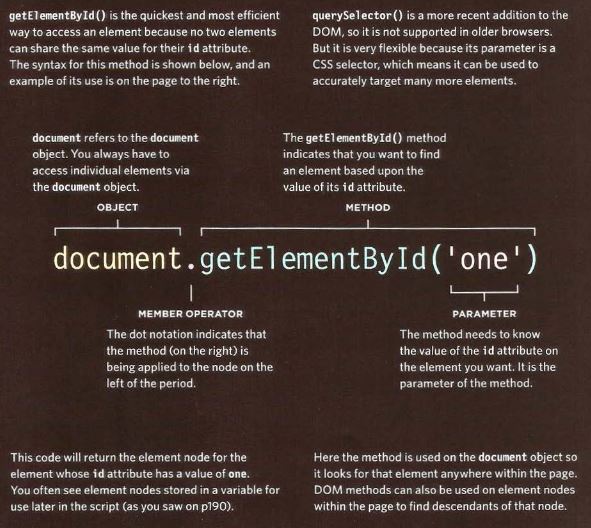 getElementById() is the quickest and most efficient
way to access an element because no two elements
can share the same value for their id attribute.
The syntax for this method is shown below, and an
example of its use is on the page to the right.
querySelector() is a more recent addition to the
DOM, so it is not supported in older browsers.
But it is very flexible because its parameter is a
CSS selector, which means it can be used to
accurately target many more elements.
document refers to the document
object. You always have to
access individual elements via
the document object.
The getElementById() method
indicates that you want to find
an element based upon the
value of its id attribute.
OBJECT
METHOD
document.getElementById('one')
MEMBER OPERATOR
The dot notation indicates that
the method (on the right) is
being applied to the node on the
left of the period.
PARAMETER
The method needs to know
the value of the id attribute on
the element you want. It is the
parameter of the method.
This code will return the element node for the
element whose id attribute has a value of one.
You often see element nodes stored in a variable for
use later in the script (as you saw on p190).
Here the method is used on the document object so
it looks for that element anywhere within the page.
DOM methods can also be used on element nodes
within the page to find descendants of that node.